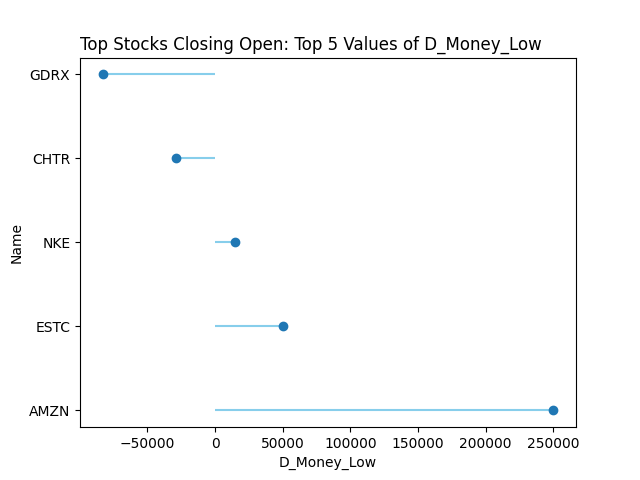 Top Stocks Closing Open: Top 5 Values of D_Money_Low
GDRX
CHTR
NKE
ESTC
AMZN
Name
−50000 0 50000 100000 150000 200000 250000
D_Money_Low